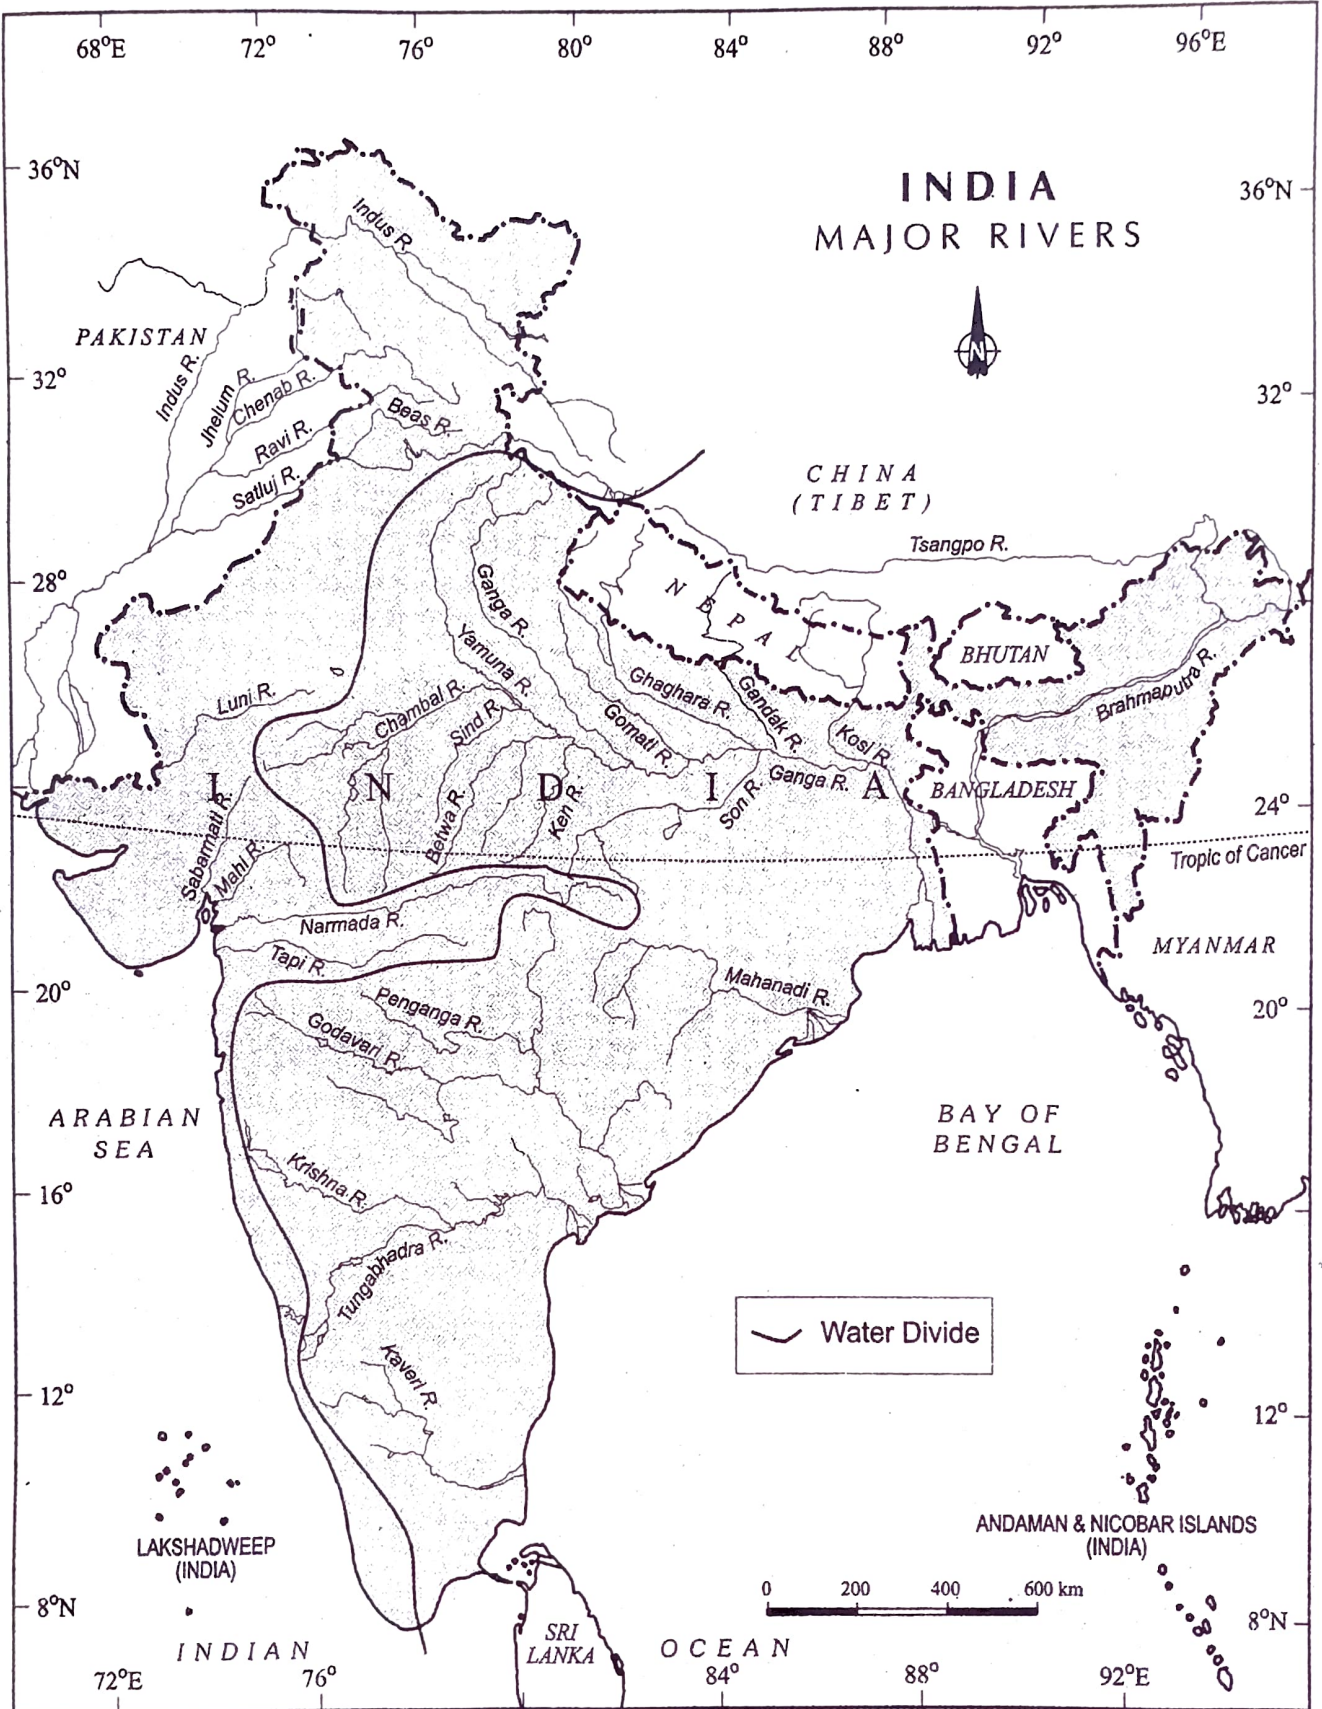 68°E 72° 76° 80° 84° 88° 92° 96°E
36°N
INDIA
36°N
MAJOR RIVERS
Indus R.
N
PAKISTAN
Indus R.
Jhelum R.
Chenab R.
32°
32°
Beas R.
Ravi R.
Satluj R.
CHINA
(TIBET)
Tsangpo R.
28°
28°
NEPAL
Ganga R.
Yamuna R.
BHUTAN
Luni R.
Chambal R.
Sind R.
Ghaghara R.
Gandak R.
Gomati R.
Kosi R.
Brahmaputra R.
I N D I A
Ganga R.
BANGLADESH
Sabarmati R.
Mahi R.
Betwa R.
Ken R.
Son R.
24°
Tropic of Cancer
Narmada R.
Tapi R.
MYANMAR
20°
Penganga R.
Mahanadi R.
20°
Godavari R.
ARABIAN
SEA
BAY OF
BENGAL
Krishna R.
16°
Tungabhadra R.
Water Divide
Kaveri R.
12°
12°
LAKSHADWEEP
(INDIA)
ANDAMAN & NICOBAR ISLANDS
(INDIA)
0 200 400 600 km
8°N
8°N
SRI
LANKA
INDIAN OCEAN
72°E 76° 84° 88° 92°E